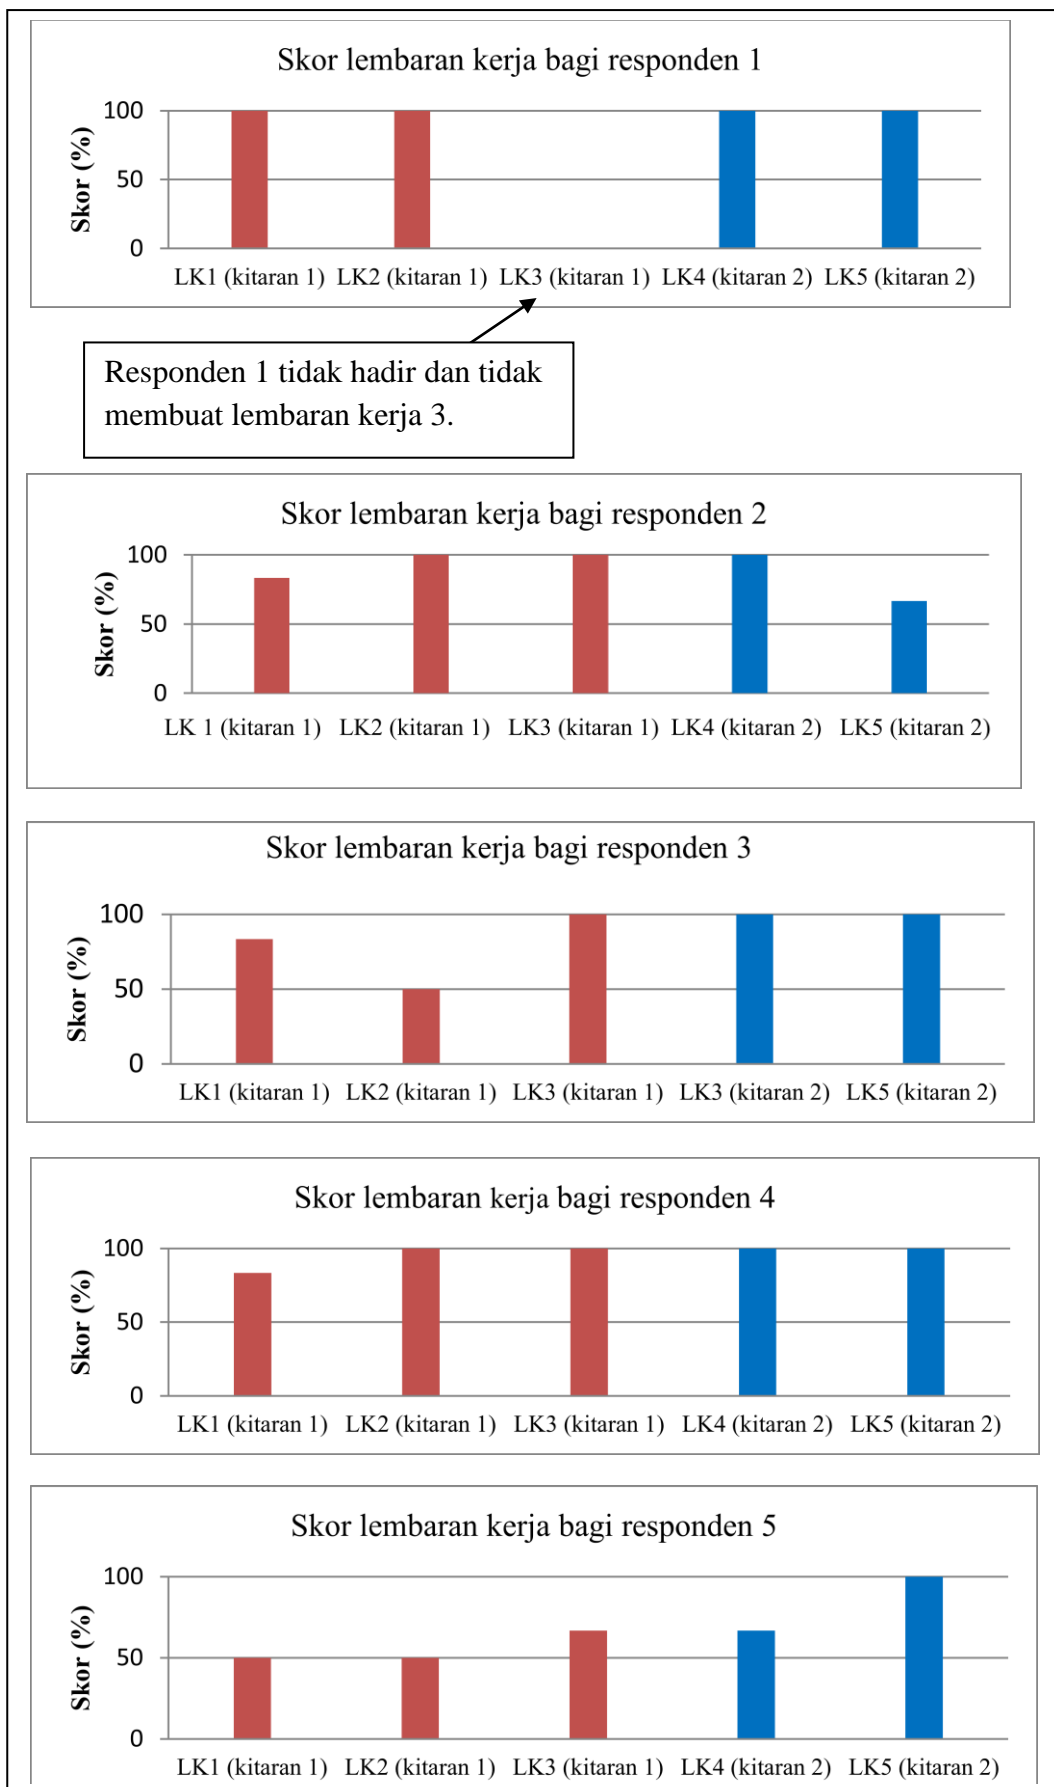 Skor lembaran kerja bagi responden 1
100
50
0
Skor (%)
LK1 (kitaran 1) LK2 (kitaran 1) LK3 (kitaran 1) LK4 (kitaran 2) LK5 (kitaran 2)
Responden 1 tidak hadir dan tidak
membuat lembaran kerja 3.
Skor lembaran kerja bagi responden 2
100
50
0
Skor (%)
LK 1 (kitaran 1) LK2 (kitaran 1) LK3 (kitaran 1) LK4 (kitaran 2) LK5 (kitaran 2)
Skor lembaran kerja bagi responden 3
100
50
0
Skor (%)
LK1 (kitaran 1) LK2 (kitaran 1) LK3 (kitaran 1) LK3 (kitaran 2) LK5 (kitaran 2)
Skor lembaran kerja bagi responden 4
100
50
0
Skor (%)
LK1 (kitaran 1) LK2 (kitaran 1) LK3 (kitaran 1) LK4 (kitaran 2) LK5 (kitaran 2)
Skor lembaran kerja bagi responden 5
100
50
0
Skor (%)
LK1 (kitaran 1) LK2 (kitaran 1) LK3 (kitaran 1) LK4 (kitaran 2) LK5 (kitaran 2)